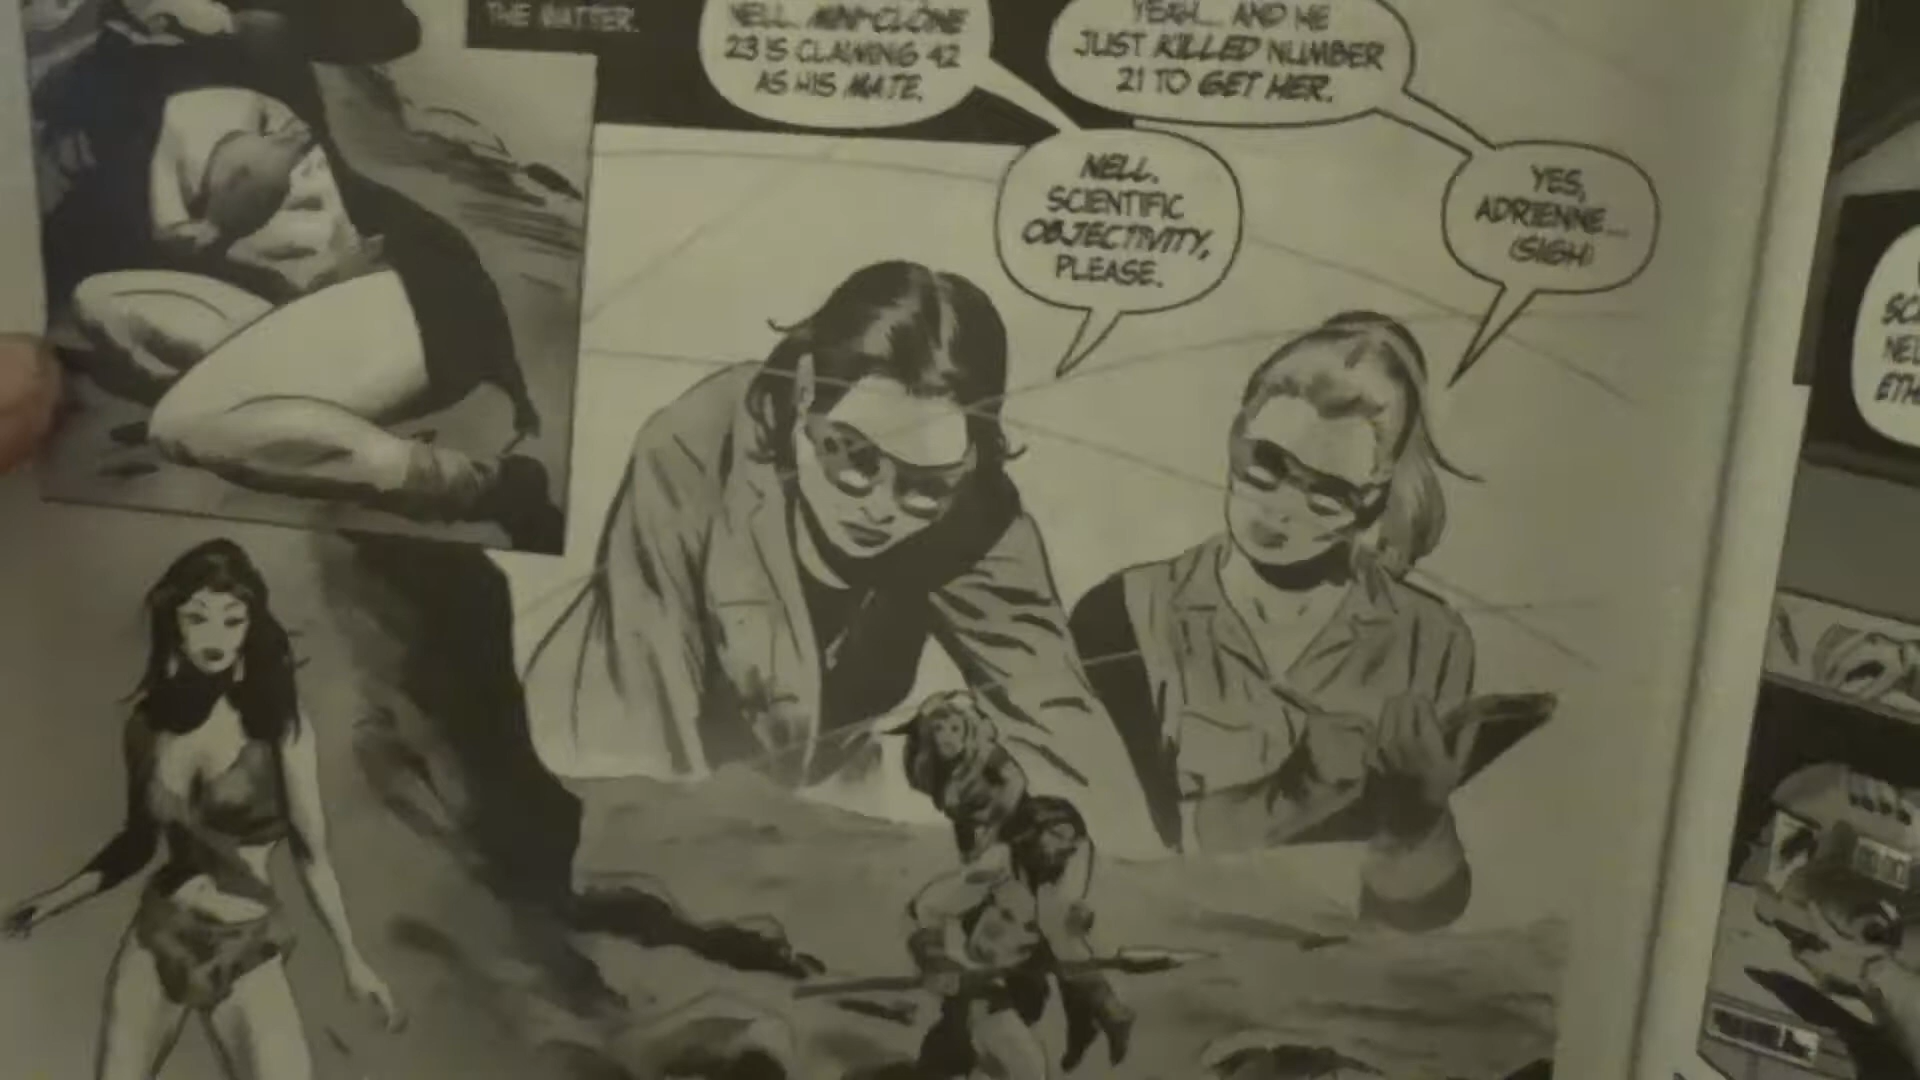 THE MATTER.
NELL. MINI-CLONE
23 IS CLAIMING 42
AS HIS MATE.
YEAH... AND HE
JUST KILLED NUMBER
21 TO GET HER.
NELL.
SCIENTIFIC
OBJECTIVITY,
PLEASE.
YES,
ADRIENNE...
(SIGH)